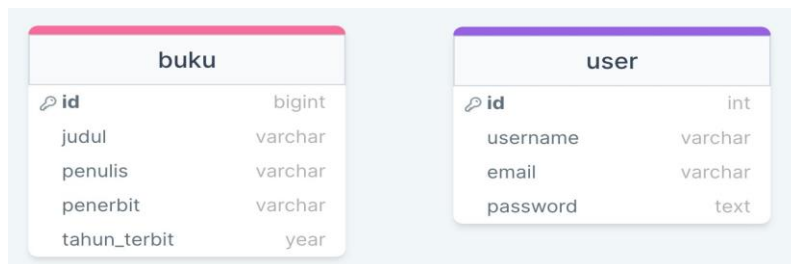 buku
id bigint
judul varchar
penulis varchar
penerbit varchar
tahun_terbit year
user
id int
username varchar
email varchar
password text